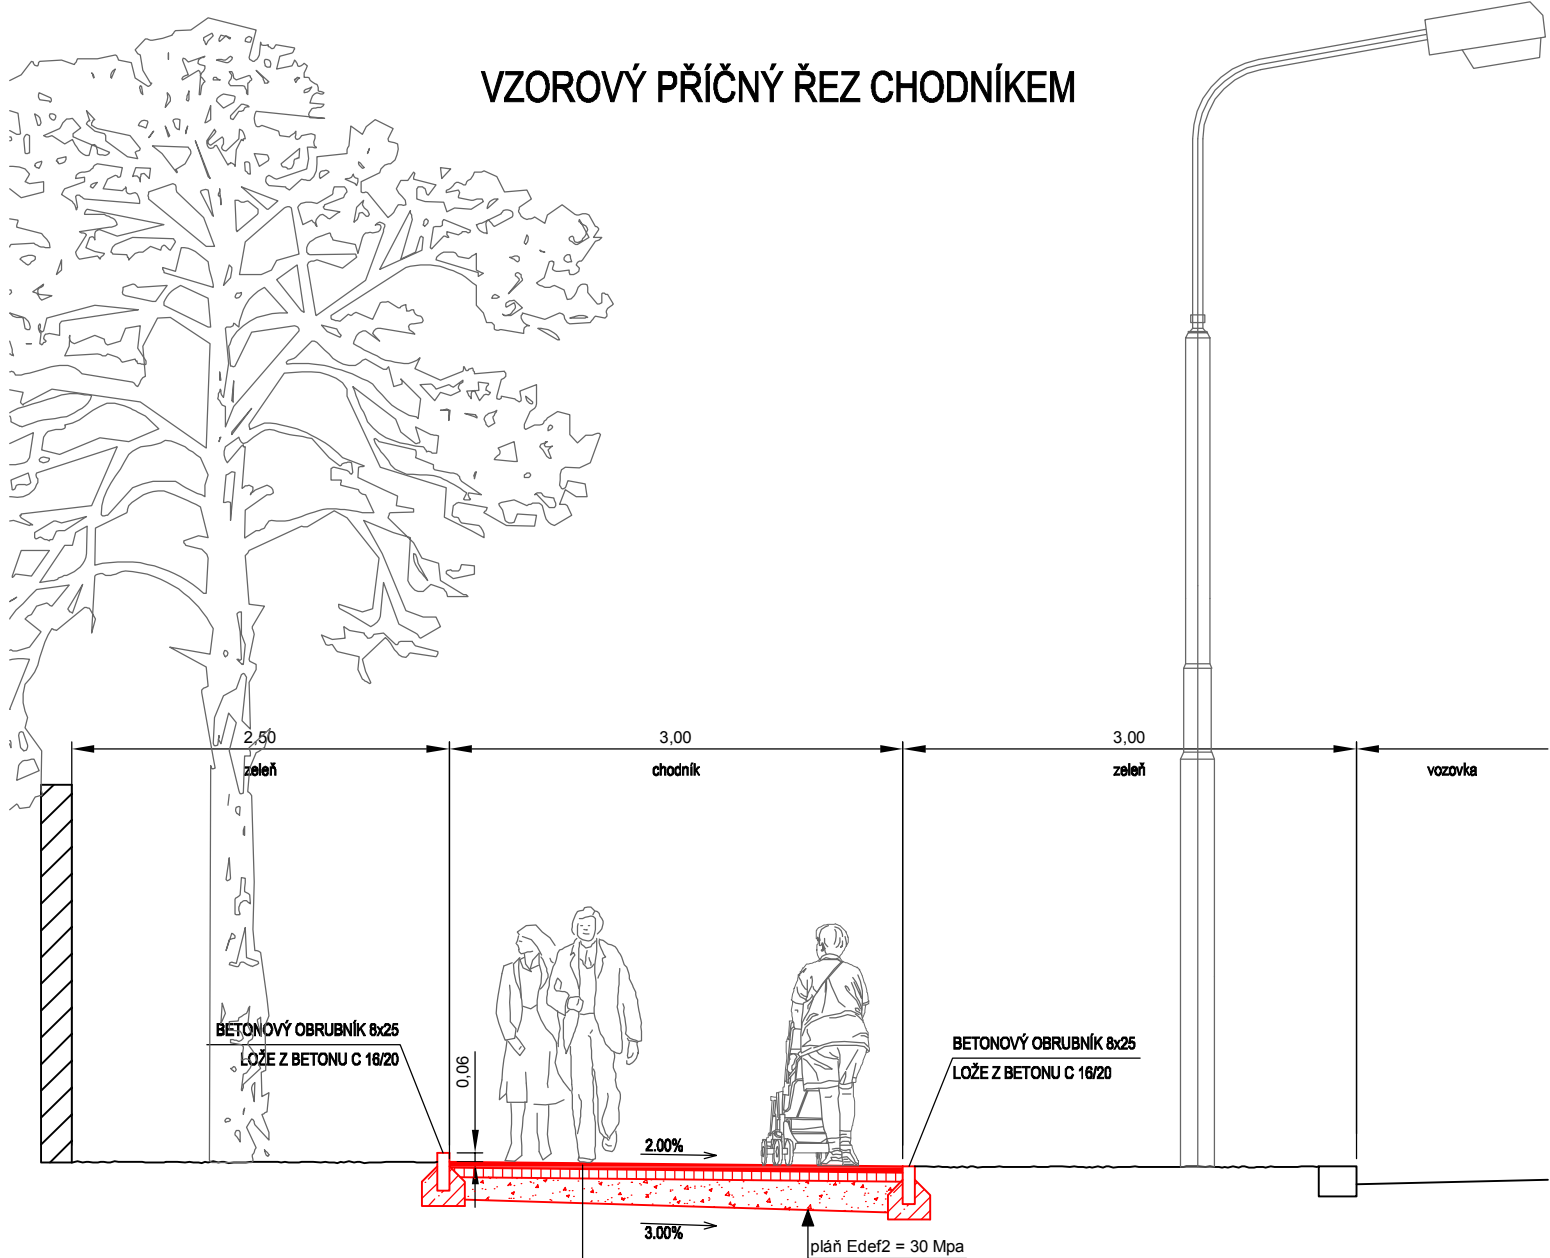 VZOROVÝ PŘÍČNÝ ŘEZ CHODNÍKEM
2,50
3,00
3,00
zeleň
chodník
zeleň
vozovka
BETONOVÝ OBRUBNÍK 8x25
LOŽE Z BETONU C 16/20
0,06
BETONOVÝ OBRUBNÍK 8x25
LOŽE Z BETONU C 16/20
2.00%
3.00%
pláň Edef2 = 30 Mpa